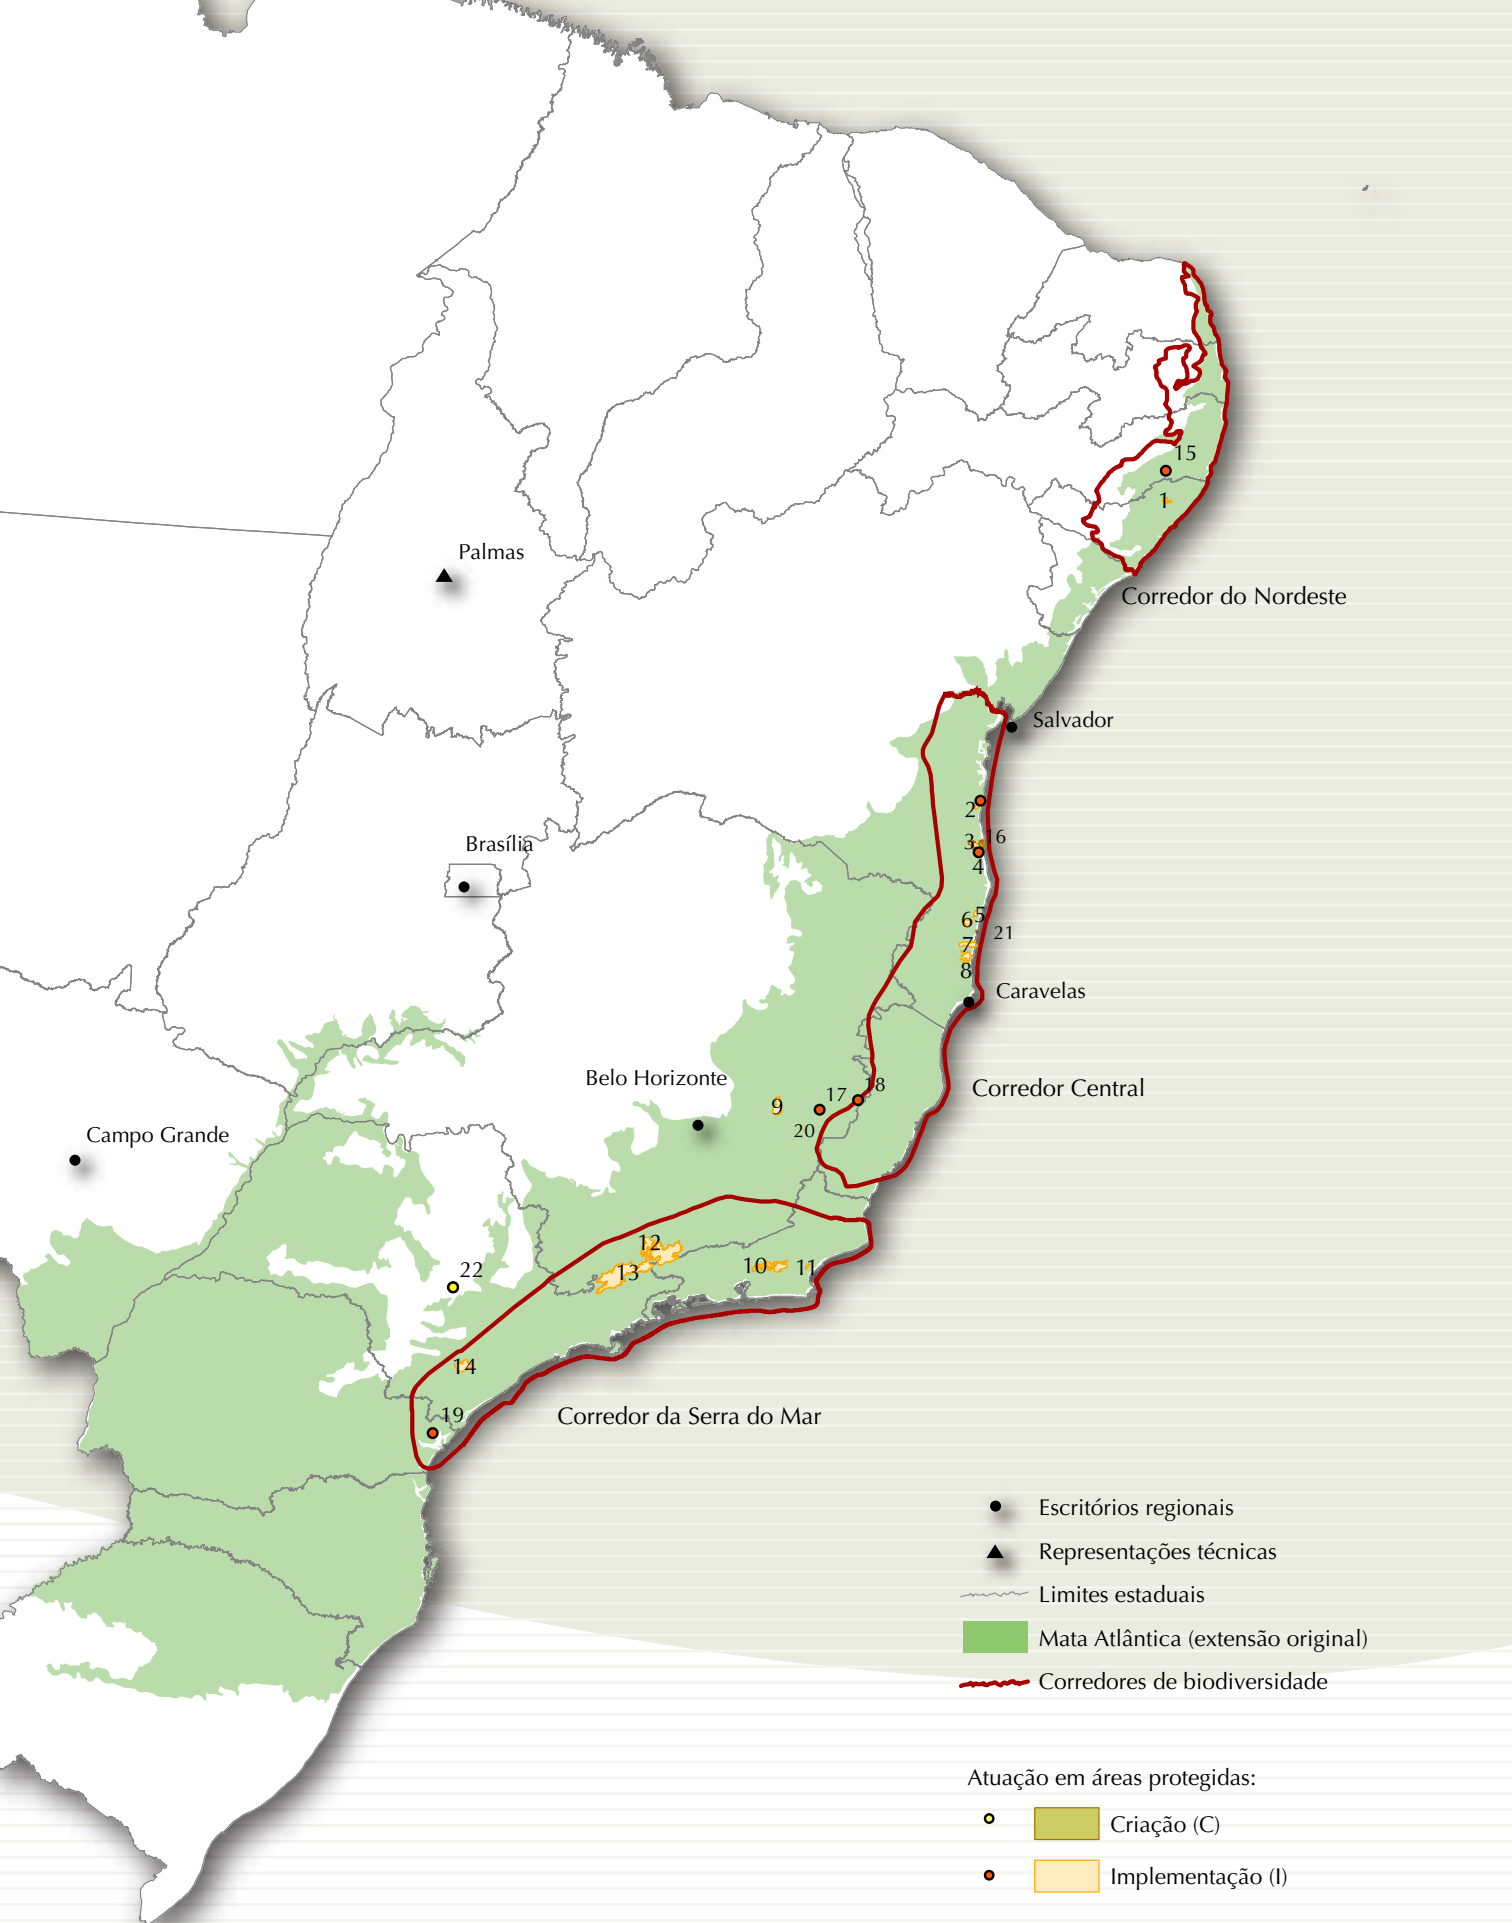 15
1
Palmas
Corredor do Nordeste
Salvador
2
3
16
4
Brasília
6
5
21
7
8
Caravelas
Belo Horizonte
18
17
9
20
Corredor Central
Campo Grande
12
10
11
13
22
14
19
Corredor da Serra do Mar
Escritórios regionais
Representações técnicas
Limites estaduais
Mata Atlântica (extensão original)
Corredores de biodiversidade
Atuação em áreas protegidas:
Criação (C)
Implementação (I)